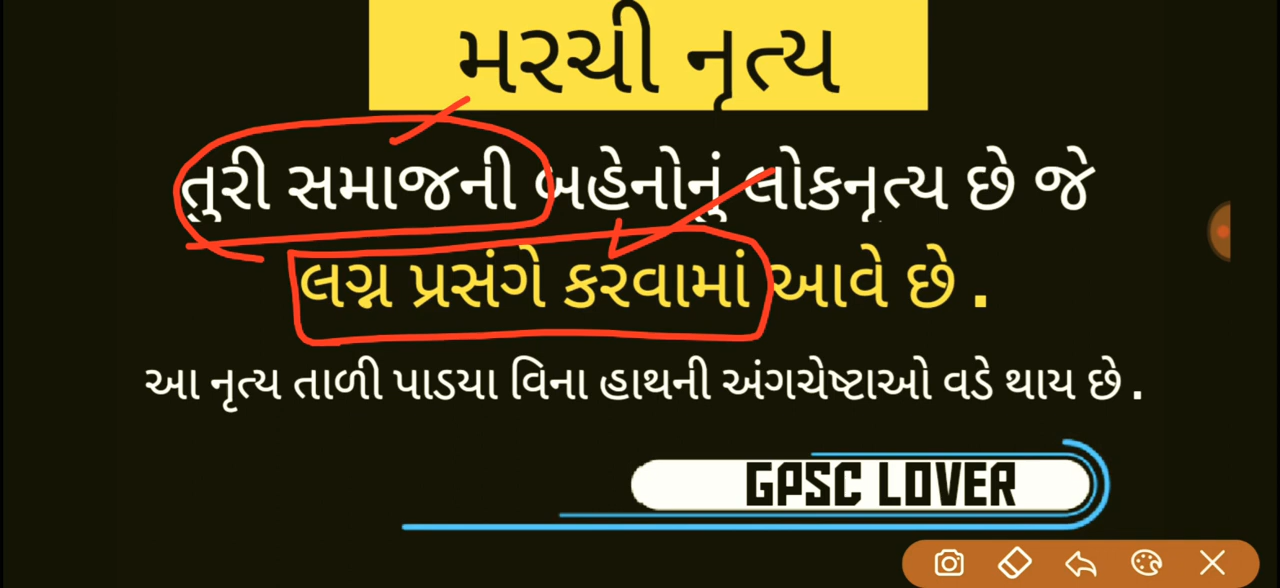 મરચી નૃત્ય
તુરી સમાજની બહેનોનું લોકનૃત્ય છે જે
લગ્ન પ્રસંગે કરવામાં આવે છે .
આ નૃત્ય તાળી પાડયા વિના હાથની અંગચેષ્ટાઓ વડે થાય છે .
GPSC LOVER